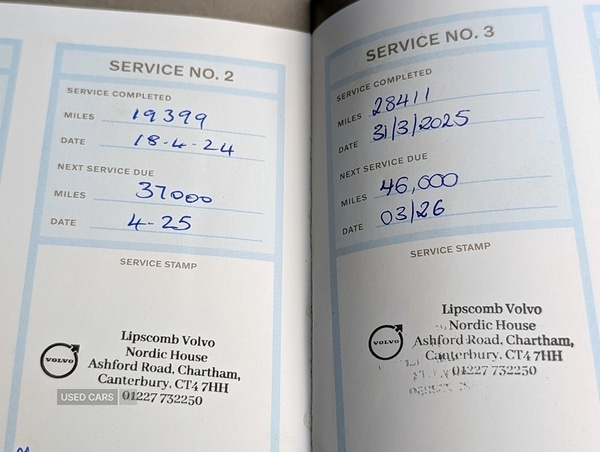 SERVICE NO. 2
SERVICE COMPLETED
MILES 19399
DATE 18-4-24
NEXT SERVICE DUE
MILES 37000
DATE 4-25
SERVICE STAMP
VOLVO
Lipscomb Volvo
Nordic House
Ashford Road, Chartham,
Canterbury, CT4 7HH
01227 732250
USED CARS
SERVICE NO. 3
SERVICE COMPLETED
MILES 28411
DATE 31/3/2025
NEXT SERVICE DUE
MILES 46,000
DATE 03/26
SERVICE STAMP
VOLVO
Lipscomb Volvo
Nordic House
Ashford Road, Chartham,
Canterbury, CT4 7HH
01227 732250